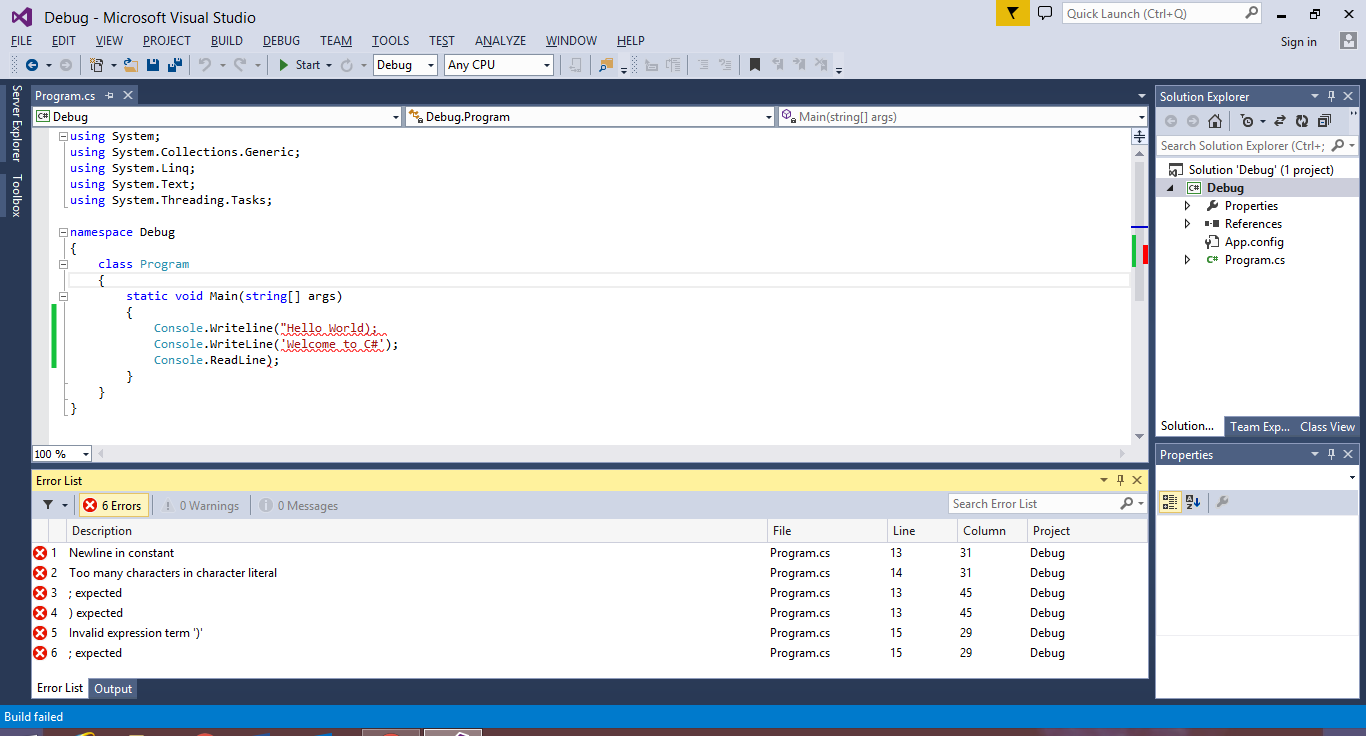 Debug - Microsoft Visual Studio
Quick Launch (Ctrl+Q)
FILE EDIT VIEW PROJECT BUILD DEBUG TEAM TOOLS TEST ANALYZE WINDOW HELP
Sign in
Start Debug Any CPU
Server Explorer
Toolbox
Program.cs
Debug Debug.Program Main(string[] args)
using System;
using System.Collections.Generic;
using System.Linq;
using System.Text;
using System.Threading.Tasks;
namespace Debug
{
class Program
{
static void Main(string[] args)
{
Console.Writeline("Hello World);
Console.WriteLine('Welcome to C#');
Console.ReadLine);
}
}
}
100 %
Solution Explorer
Search Solution Explorer (Ctrl+;
Solution 'Debug' (1 project)
C# Debug
Properties
References
App.config
C# Program.cs
Solution... Team Exp... Class View
Properties
Error List
6 Errors 0 Warnings 0 Messages
Search Error List
Description File Line Column Project
1 Newline in constant Program.cs 13 31 Debug
2 Too many characters in character literal Program.cs 14 31 Debug
3 ; expected Program.cs 13 45 Debug
4 ) expected Program.cs 13 45 Debug
5 Invalid expression term ')' Program.cs 15 29 Debug
6 ; expected Program.cs 15 29 Debug
Error List Output
Build failed